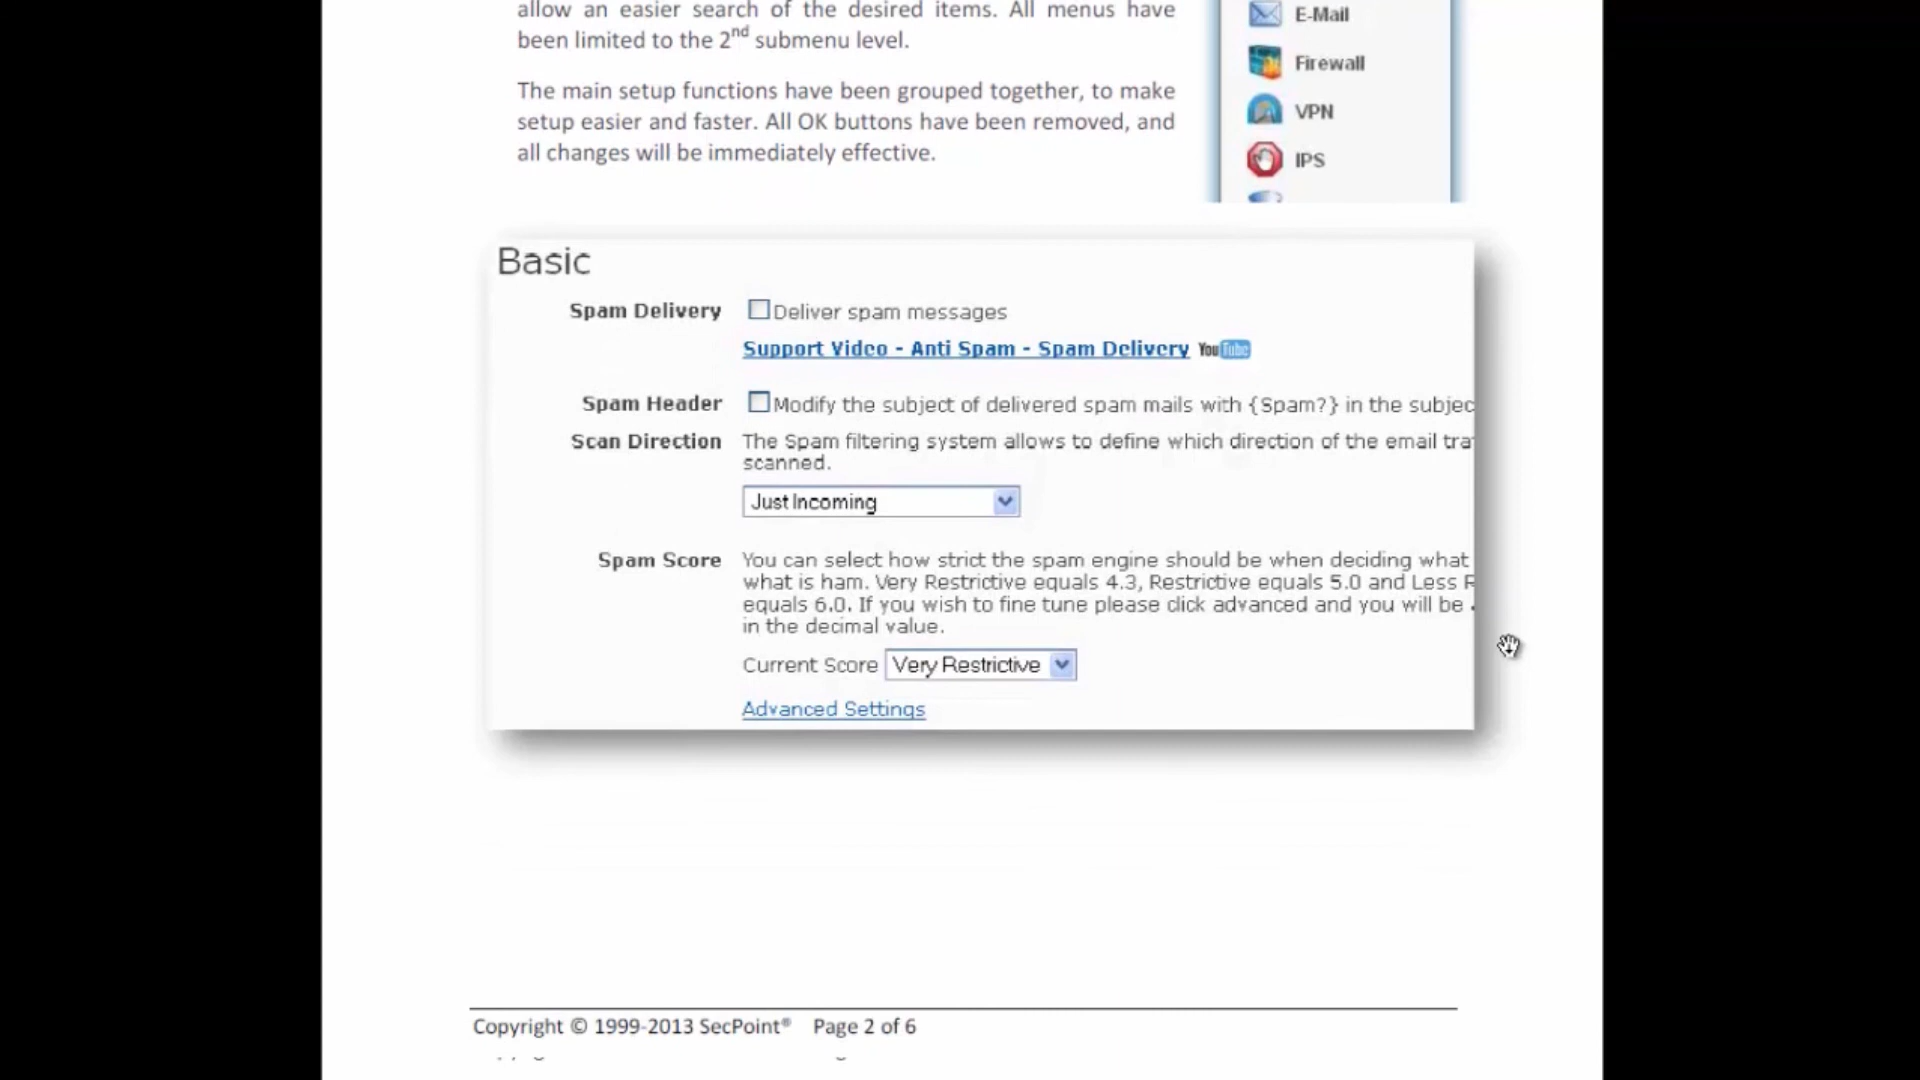 allow an easier search of the desired items. All menus have
been limited to the 2nd submenu level.
The main setup functions have been grouped together, to make
setup easier and faster. All OK buttons have been removed, and
all changes will be immediately effective.
E-Mail
Firewall
VPN
IPS
Basic
Spam Delivery Deliver spam messages
Support Video - Anti Spam - Spam Delivery YouTube
Spam Header Modify the subject of delivered spam mails with {Spam?} in the subjec
Scan Direction The Spam filtering system allows to define which direction of the email tra
scanned.
Just Incoming
Spam Score You can select how strict the spam engine should be when deciding what
what is ham. Very Restrictive equals 4.3, Restrictive equals 5.0 and Less
equals 6.0. If you wish to fine tune please click advanced and you will be
in the decimal value.
Current Score Very Restrictive
Advanced Settings
Copyright © 1999-2013 SecPoint® Page 2 of 6